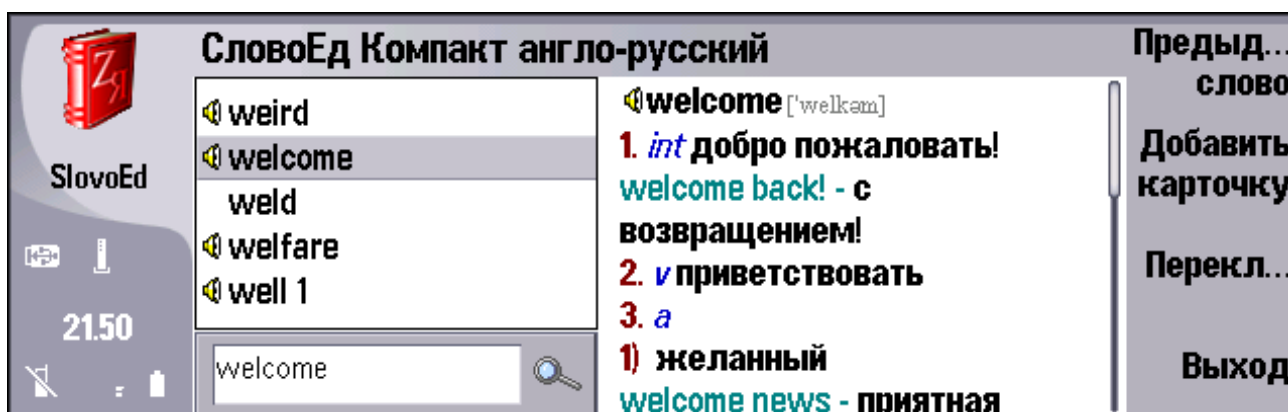 СловоЕд Компакт англо-русский
SlovoEd
21.50
weird
welcome
weld
welfare
well 1
welcome
welcome ['welkəm]
1. int добро пожаловать!
welcome back! - с
возвращением!
2. v приветствовать
3. a
1) желанный
welcome news - приятная
Предыд...
слово
Добавить
карточку
Перекл...
Выход